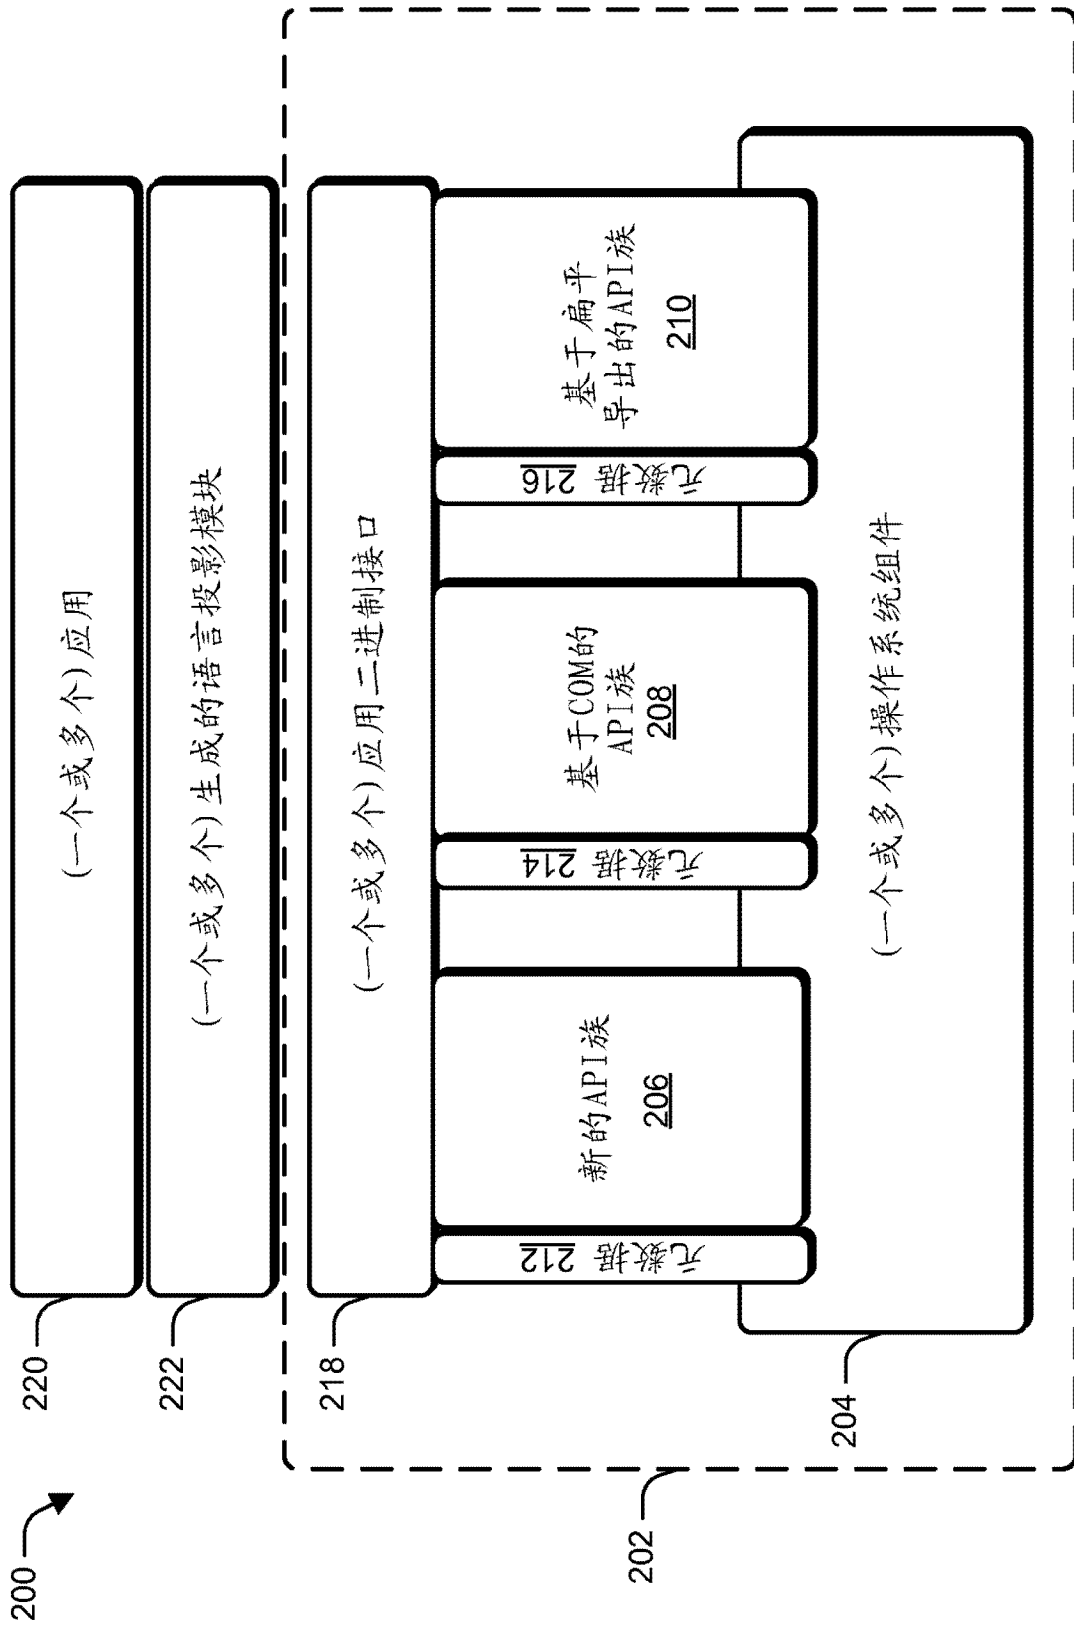 200
220
(一个或多个)应用
222
(一个或多个)生成的语言投影模块
218
(一个或多个)应用二进制接口
202
元数据 212
新的API族
206
元数据 214
基于COM的
API族
208
元数据 216
基于扁平
导出的API族
210
204
(一个或多个)操作系统组件